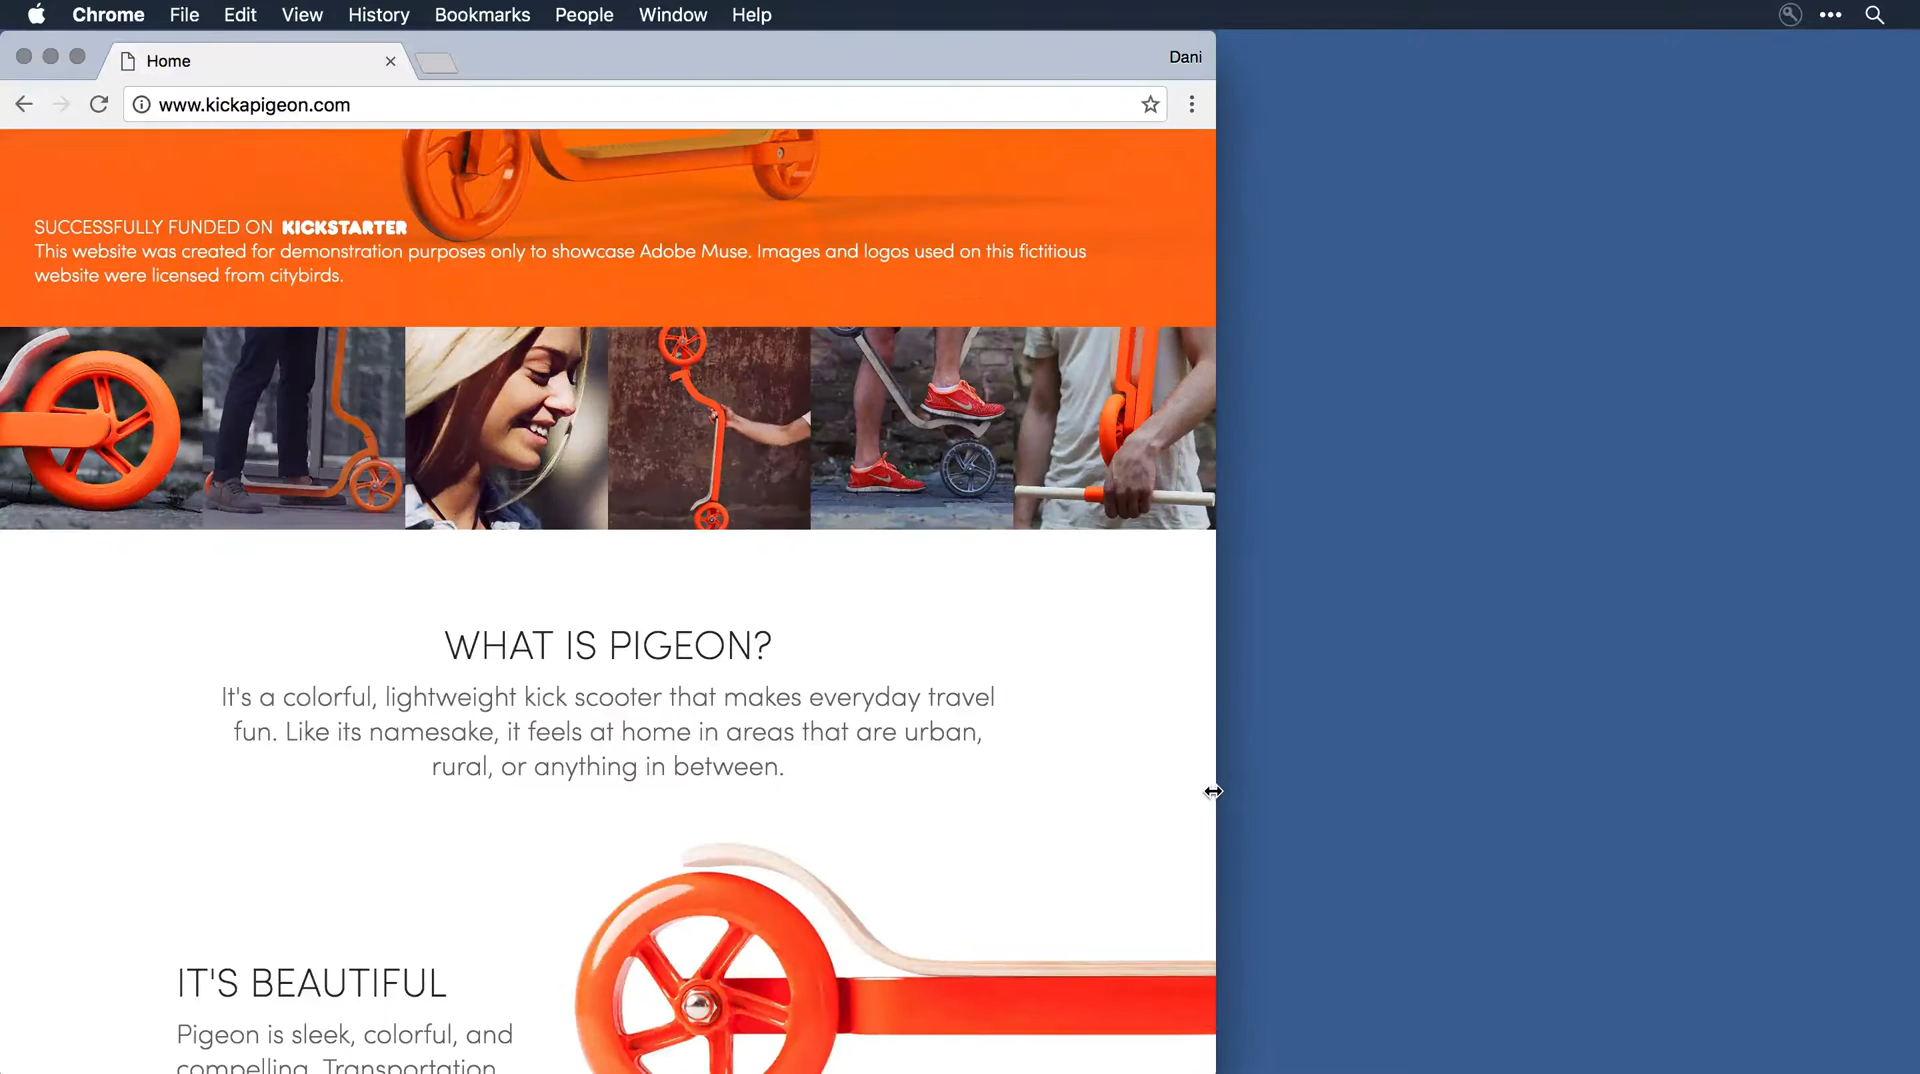 Chrome File Edit View History Bookmarks People Window Help
Home
Dani
www.kickapigeon.com
SUCCESSFULLY FUNDED ON KICKSTARTER
This website was created for demonstration purposes only to showcase Adobe Muse. Images and logos used on this fictitious
website were licensed from citybirds.
WHAT IS PIGEON?
It's a colorful, lightweight kick scooter that makes everyday travel
fun. Like its namesake, it feels at home in areas that are urban,
rural, or anything in between.
IT'S BEAUTIFUL
Pigeon is sleek, colorful, and
compelling. Transportation